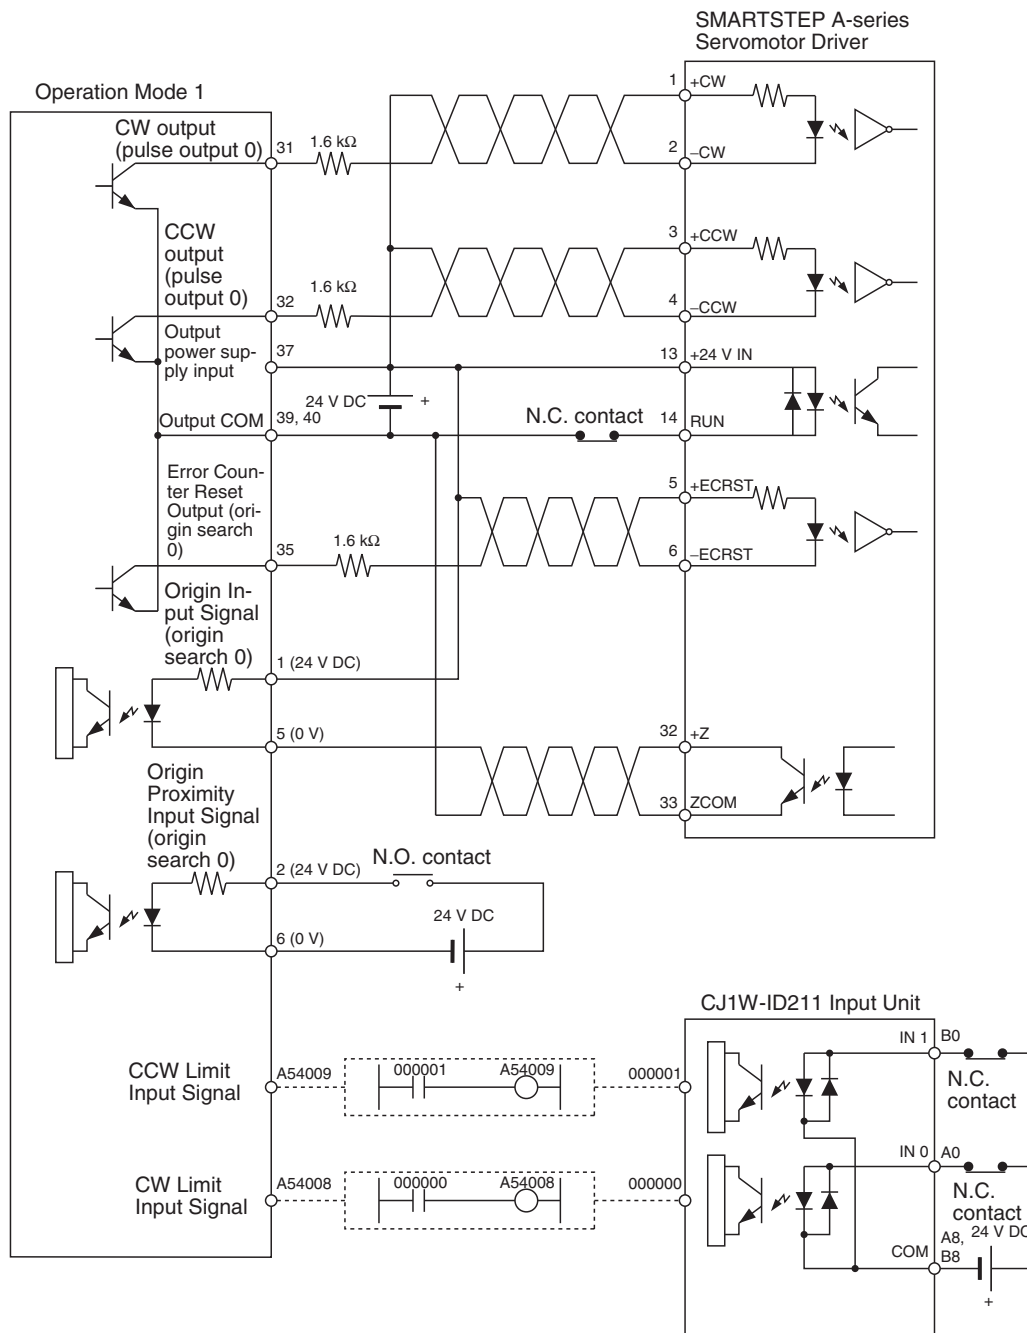 SMARTSTEP A-series
Servomotor Driver
Operation Mode 1
CW output
(pulse output 0)
31
1.6 kΩ
1
+CW
2
–CW
CCW
output
(pulse
output 0)
32
1.6 kΩ
3
+CCW
4
–CCW
Output
power sup-
ply input
37
13
+24 V IN
24 V DC
+
Output COM
39, 40
N.C. contact
14
RUN
Error Coun-
ter Reset
Output (ori-
gin search
0)
35
1.6 kΩ
5
+ECRST
6
–ECRST
Origin In-
put Signal
(origin
search 0)
1 (24 V DC)
5 (0 V)
32
+Z
33
ZCOM
Origin
Proximity
Input Signal
(origin
search 0)
2 (24 V DC)
N.O. contact
24 V DC
6 (0 V)
+
CJ1W-ID211 Input Unit
IN 1
B0
N.C.
contact
CCW Limit
Input Signal
A54009
000001
A54009
000001
IN 0
A0
N.C.
contact
CW Limit
Input Signal
A54008
000000
A54008
000000
COM
A8,
B8
24 V DC
+